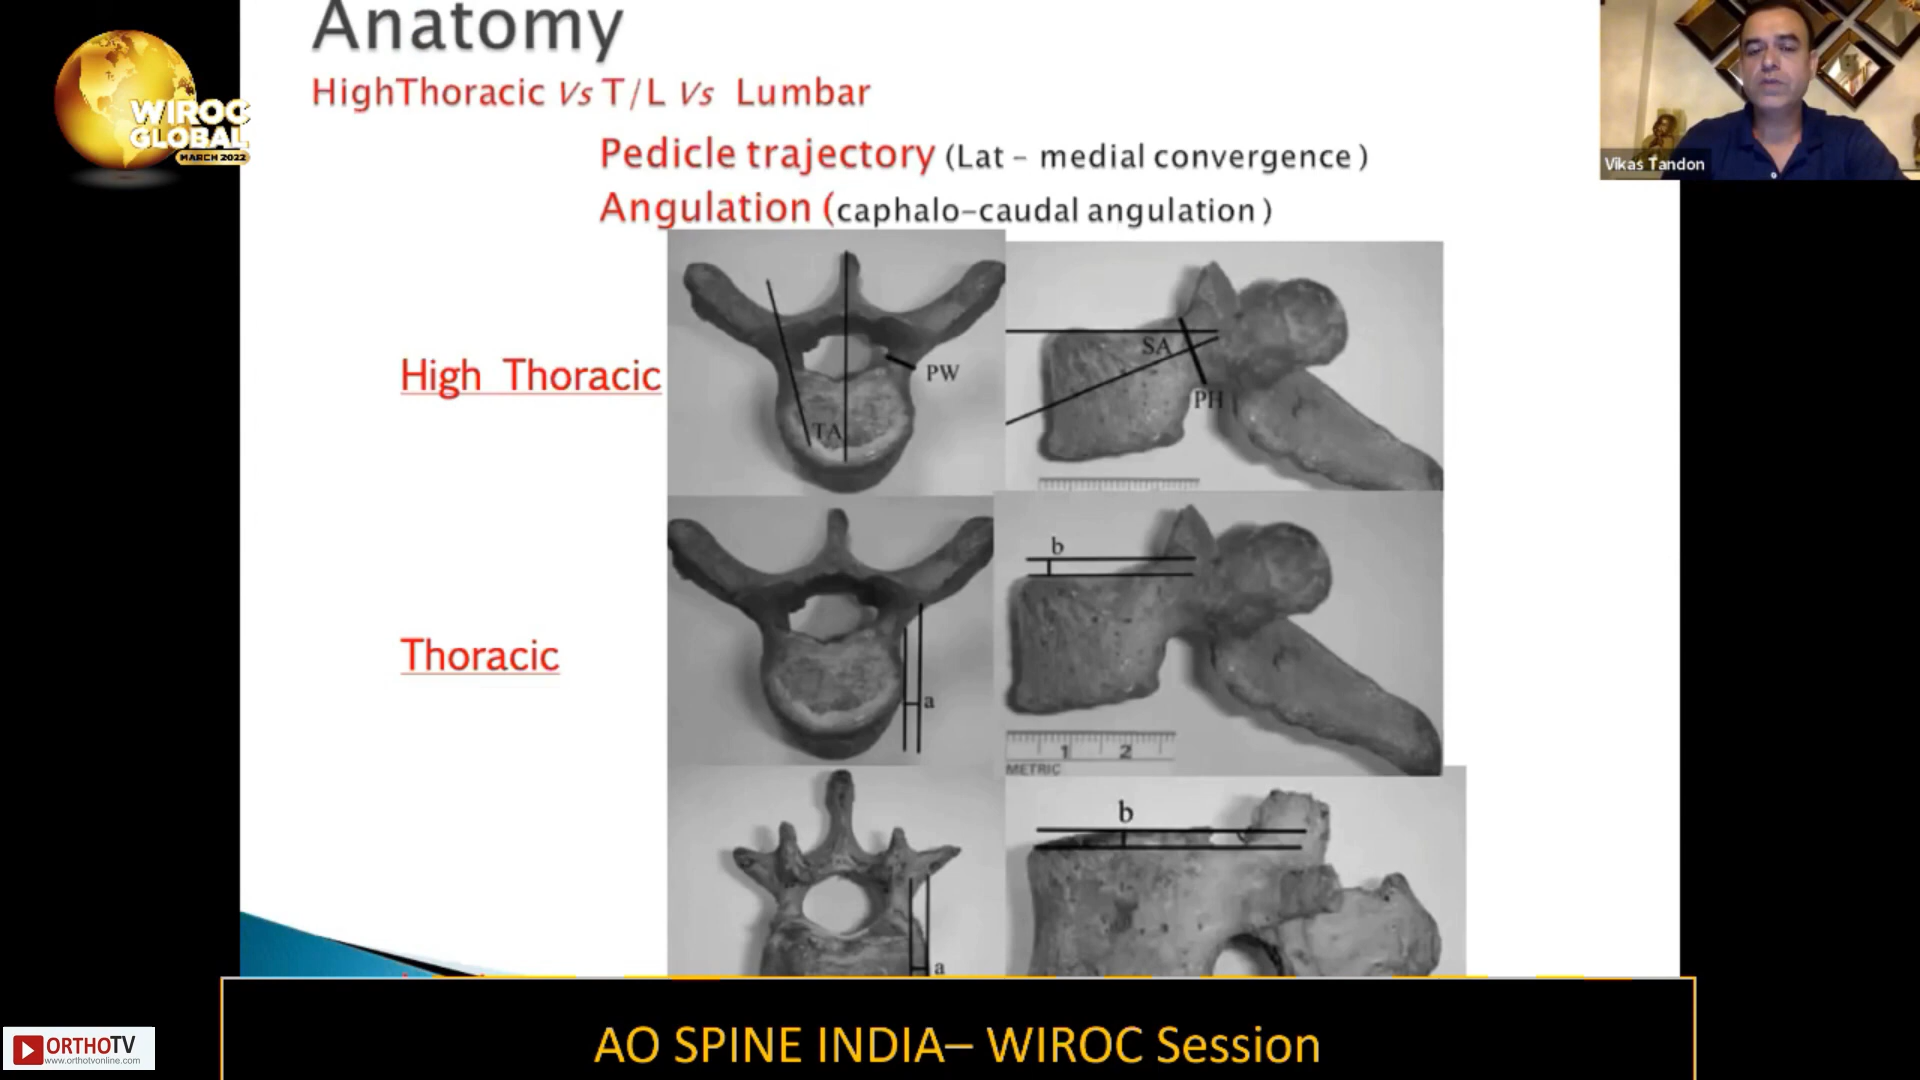 Anatomy
HighThoracic Vs T/L Vs Lumbar
Pedicle trajectory (Lat - medial convergence )
Angulation (caphalo-caudal angulation )
WIROC
GLOBAL
MARCH 2022
Vikas Tandon
High Thoracic
TA
PW
SA
PH
Thoracic
a
b
1 2
METRIC
a
b
AO SPINE INDIA– WIROC Session
ORTHOTV
www.orthotvonline.com